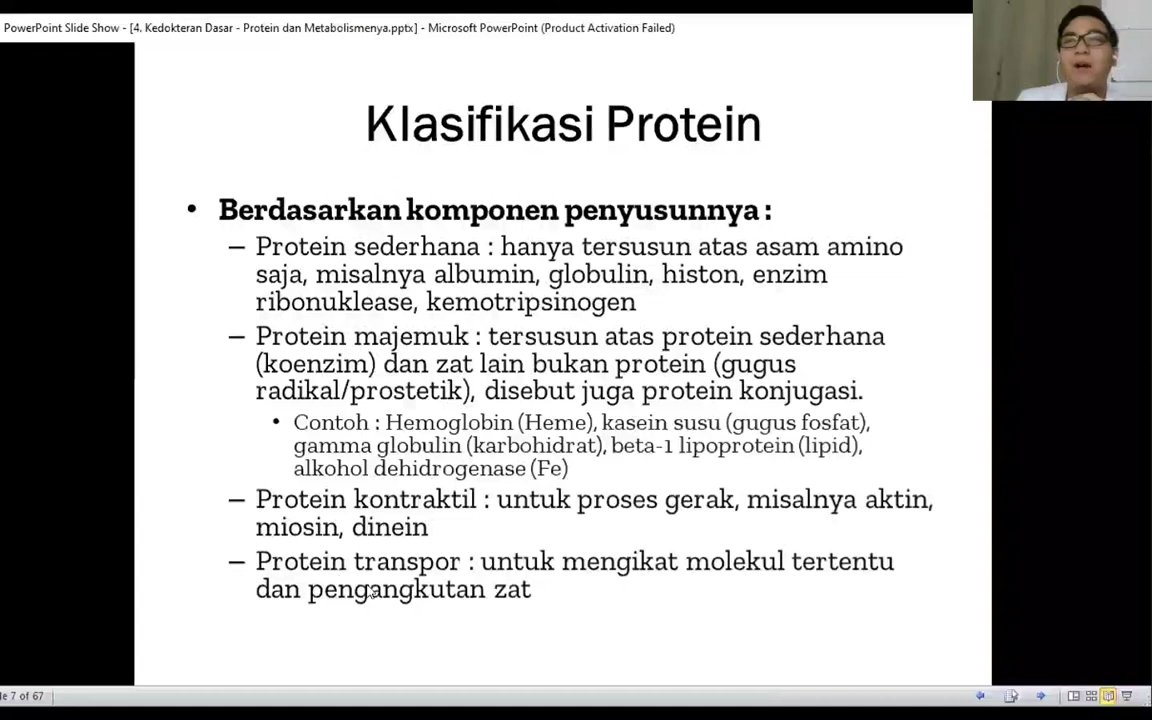 PowerPoint Slide Show - [4. Kedokteran Dasar - Protein dan Metabolismenya.pptx] - Microsoft PowerPoint (Product Activation Failed)
Klasifikasi Protein
• Berdasarkan komponen penyusunnya :
– Protein sederhana : hanya tersusun atas asam amino
saja, misalnya albumin, globulin, histon, enzim
ribonuklease, kemotripsinogen
– Protein majemuk : tersusun atas protein sederhana
(koenzim) dan zat lain bukan protein (gugus
radikal/prostetik), disebut juga protein konjugasi.
• Contoh : Hemoglobin (Heme), kasein susu (gugus fosfat),
gamma globulin (karbohidrat), beta-1 lipoprotein (lipid),
alkohol dehidrogenase (Fe)
– Protein kontraktil : untuk proses gerak, misalnya aktin,
miosin, dinein
– Protein transpor : untuk mengikat molekul tertentu
dan pengangkutan zat
le 7 of 67